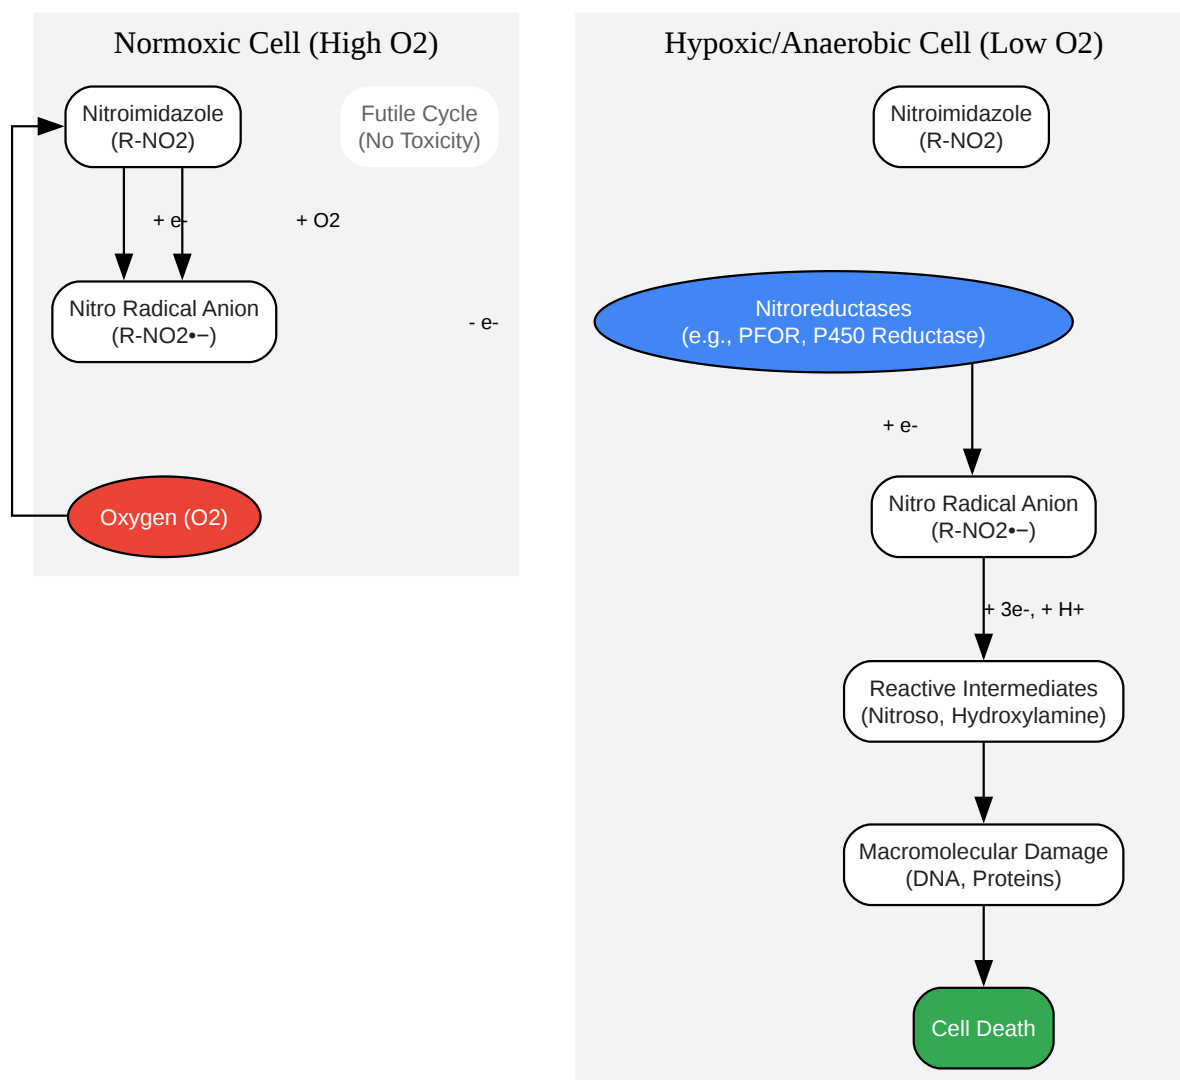 Normoxic Cell (High O2)
Nitroimidazole
(R-NO2)
Futile Cycle
(No Toxicity)
+ e-
+ O2
Nitro Radical Anion
(R-NO2•−)
- e-
Oxygen (O2)
Hypoxic/Anaerobic Cell (Low O2)
Nitroimidazole
(R-NO2)
Nitroreductases
(e.g., PFOR, P450 Reductase)
+ e-
Nitro Radical Anion
(R-NO2•−)
+ 3e-, + H+
Reactive Intermediates
(Nitroso, Hydroxylamine)
Macromolecular Damage
(DNA, Proteins)
Cell Death